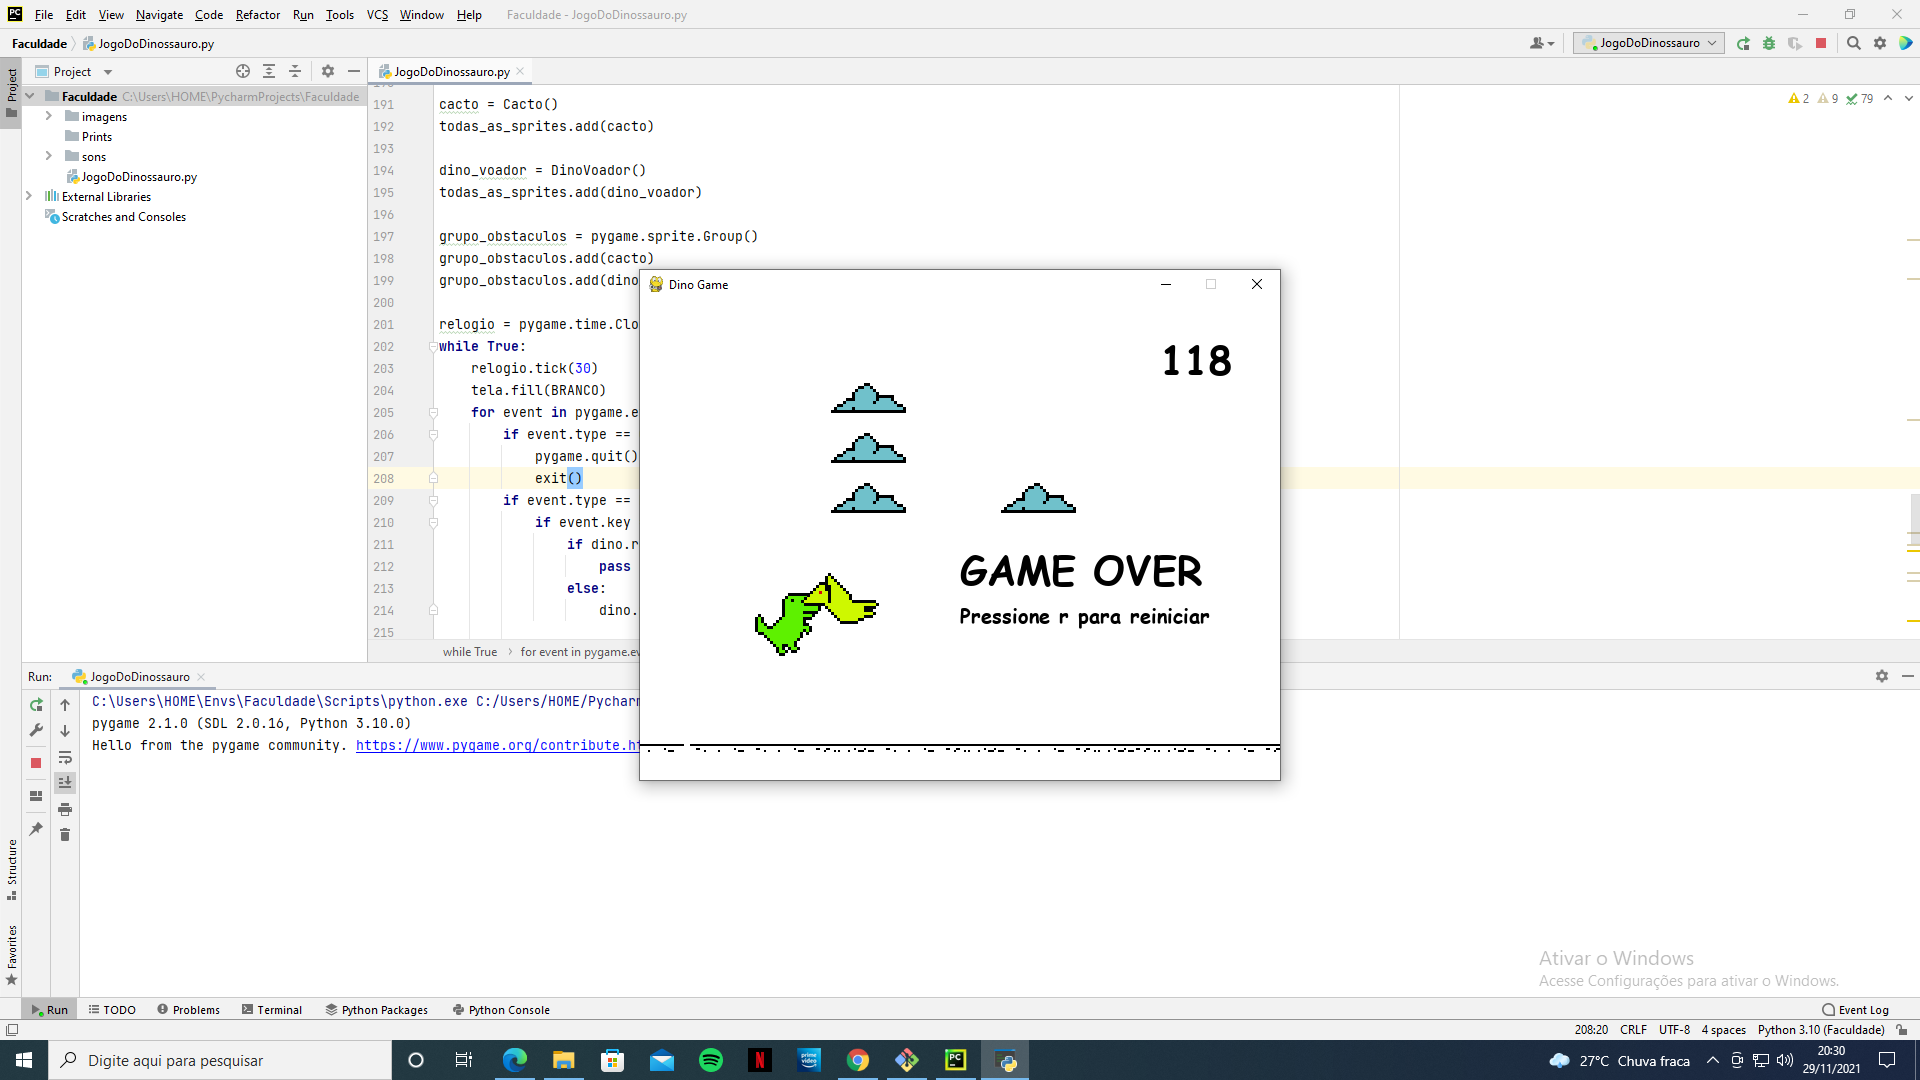 File Edit View Navigate Code Refactor Run Tools VCS Window Help Faculdade - JogoDoDinossauro.py
Faculdade JogoDoDinossauro.py
JogoDoDinossauro
Project
Project
JogoDoDinossauro.py
Faculdade C:\Users\HOME\PycharmProjects\Faculdade
imagens
Prints
sons
JogoDoDinossauro.py
External Libraries
Scratches and Consoles
2 9 79
191 cacto = Cacto()
192 todas_as_sprites.add(cacto)
193
194 dino_voador = DinoVoador()
195 todas_as_sprites.add(dino_voador)
196
197 grupo_obstaculos = pygame.sprite.Group()
198 grupo_obstaculos.add(cacto)
199 grupo_obstaculos.add(dino
200
201 relogio = pygame.time.Clo
202 while True:
203 relogio.tick(30)
204 tela.fill(BRANCO)
205 for event in pygame.e
206 if event.type ==
207 pygame.quit()
208 exit()
209 if event.type ==
210 if event.key
211 if dino.r
212 pass
213 else:
214 dino.
215
while True for event in pygame.ev
Dino Game
118
GAME OVER
Pressione r para reiniciar
Run: JogoDoDinossauro
C:\Users\HOME\Envs\Faculdade\Scripts\python.exe C:/Users/HOME/Pycharm
pygame 2.1.0 (SDL 2.0.16, Python 3.10.0)
Hello from the pygame community. https://www.pygame.org/contribute.ht
Structure
Favorites
Ativar o Windows
Acesse Configurações para ativar o Windows.
Run TODO Problems Terminal Python Packages Python Console Event Log
208:20 CRLF UTF-8 4 spaces Python 3.10 (Faculdade)
Digite aqui para pesquisar
27°C Chuva fraca
20:30
29/11/2021